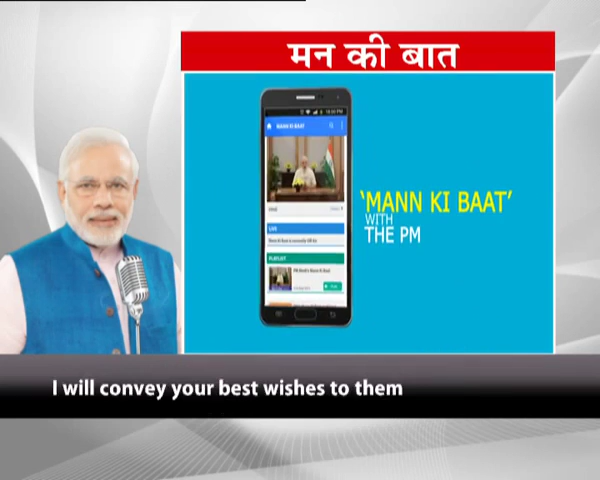 मन की बात
MANN KI BAAT
LIVE
PLAYLIST
'MANN KI BAAT'
WITH
THE PM
I will convey your best wishes to them